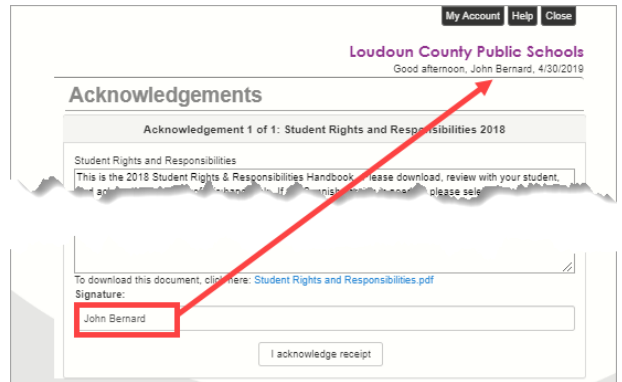 My Account Help Close
Loudoun County Public Schools
Good afternoon, John Bernard, 4/30/2019
Acknowledgements
Acknowledgement 1 of 1: Student Rights and Responsibilities 2018
Student Rights and Responsibilities
This is the 2018 Student Rights & Responsibilities Handbook. Please download, review with your student,
please
To download this document, click here: Student Rights and Responsibilities.pdf
Signature:
John Bernard
I acknowledge receipt